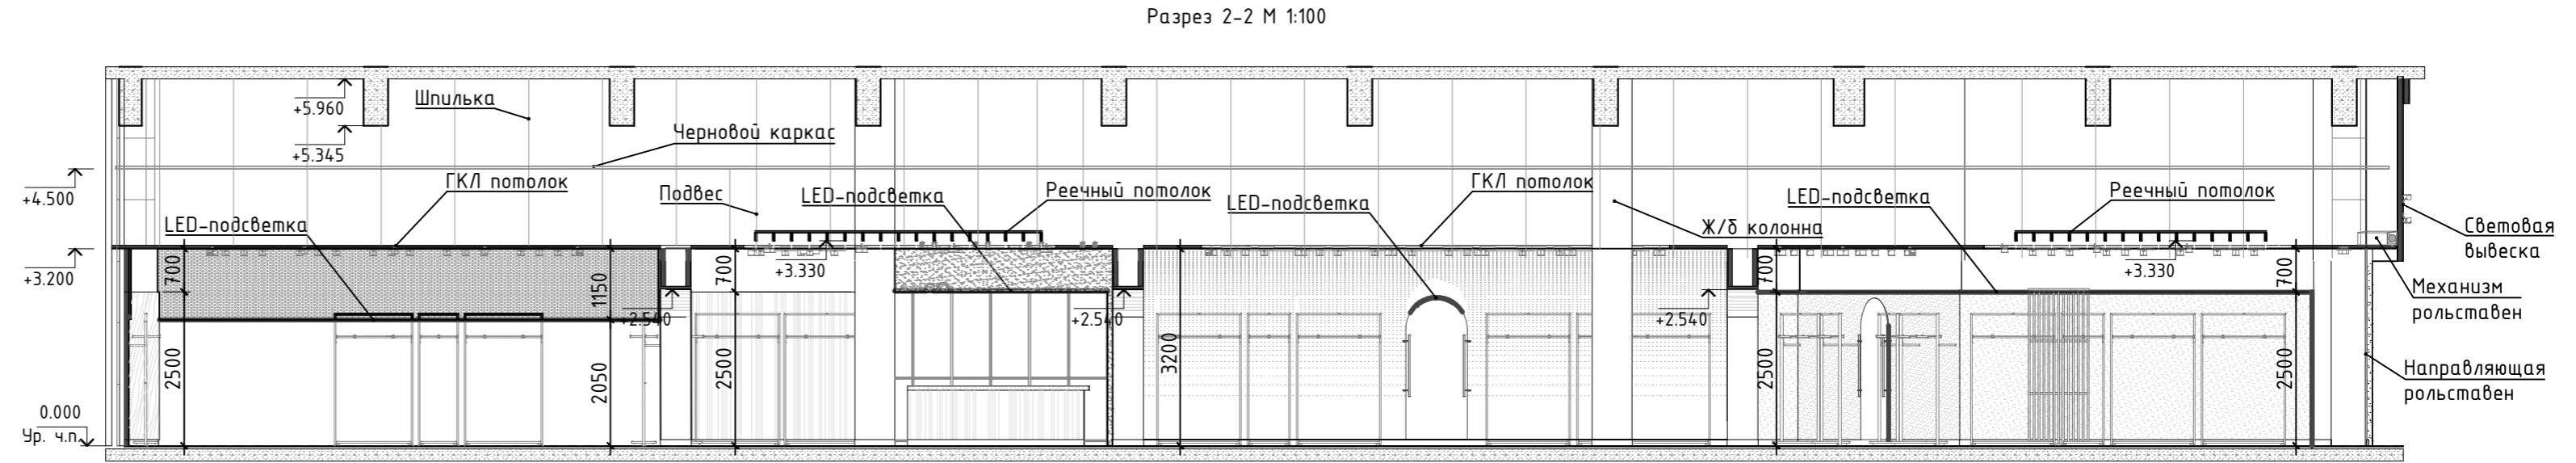 Разрез 2-2 М 1:100
+5.960
Шпилька
Черновой каркас
+5.345
+4.500
ГКЛ потолок
Подвес
LED-подсветка
Реечный потолок
LED-подсветка
ГКЛ потолок
LED-подсветка
Реечный потолок
LED-подсветка
Ж/б колонна
Световая
вывеска
+3.200
700
1150
700
+3.330
700
+3.330
700
Механизм
рольставен
+2.540
+2.540
+2.540
2500
2050
2500
3200
2500
2500
Направляющая
рольставен
0.000
Ур. ч.п.